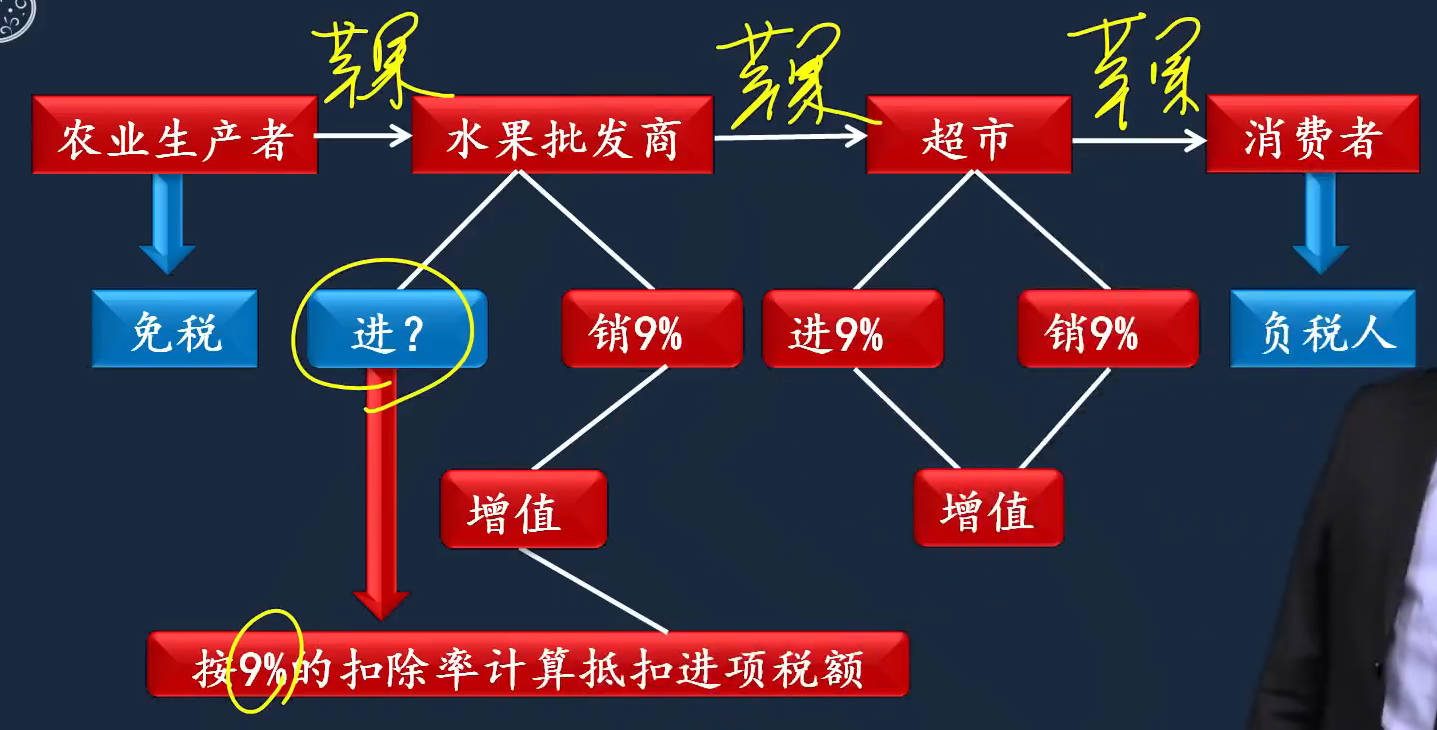 苹果 苹果 苹果
农业生产者 水果批发商 超市 消费者
免税 进？ 销9% 进9% 销9% 负税人
增值 增值
按9%的扣除率计算抵扣进项税额